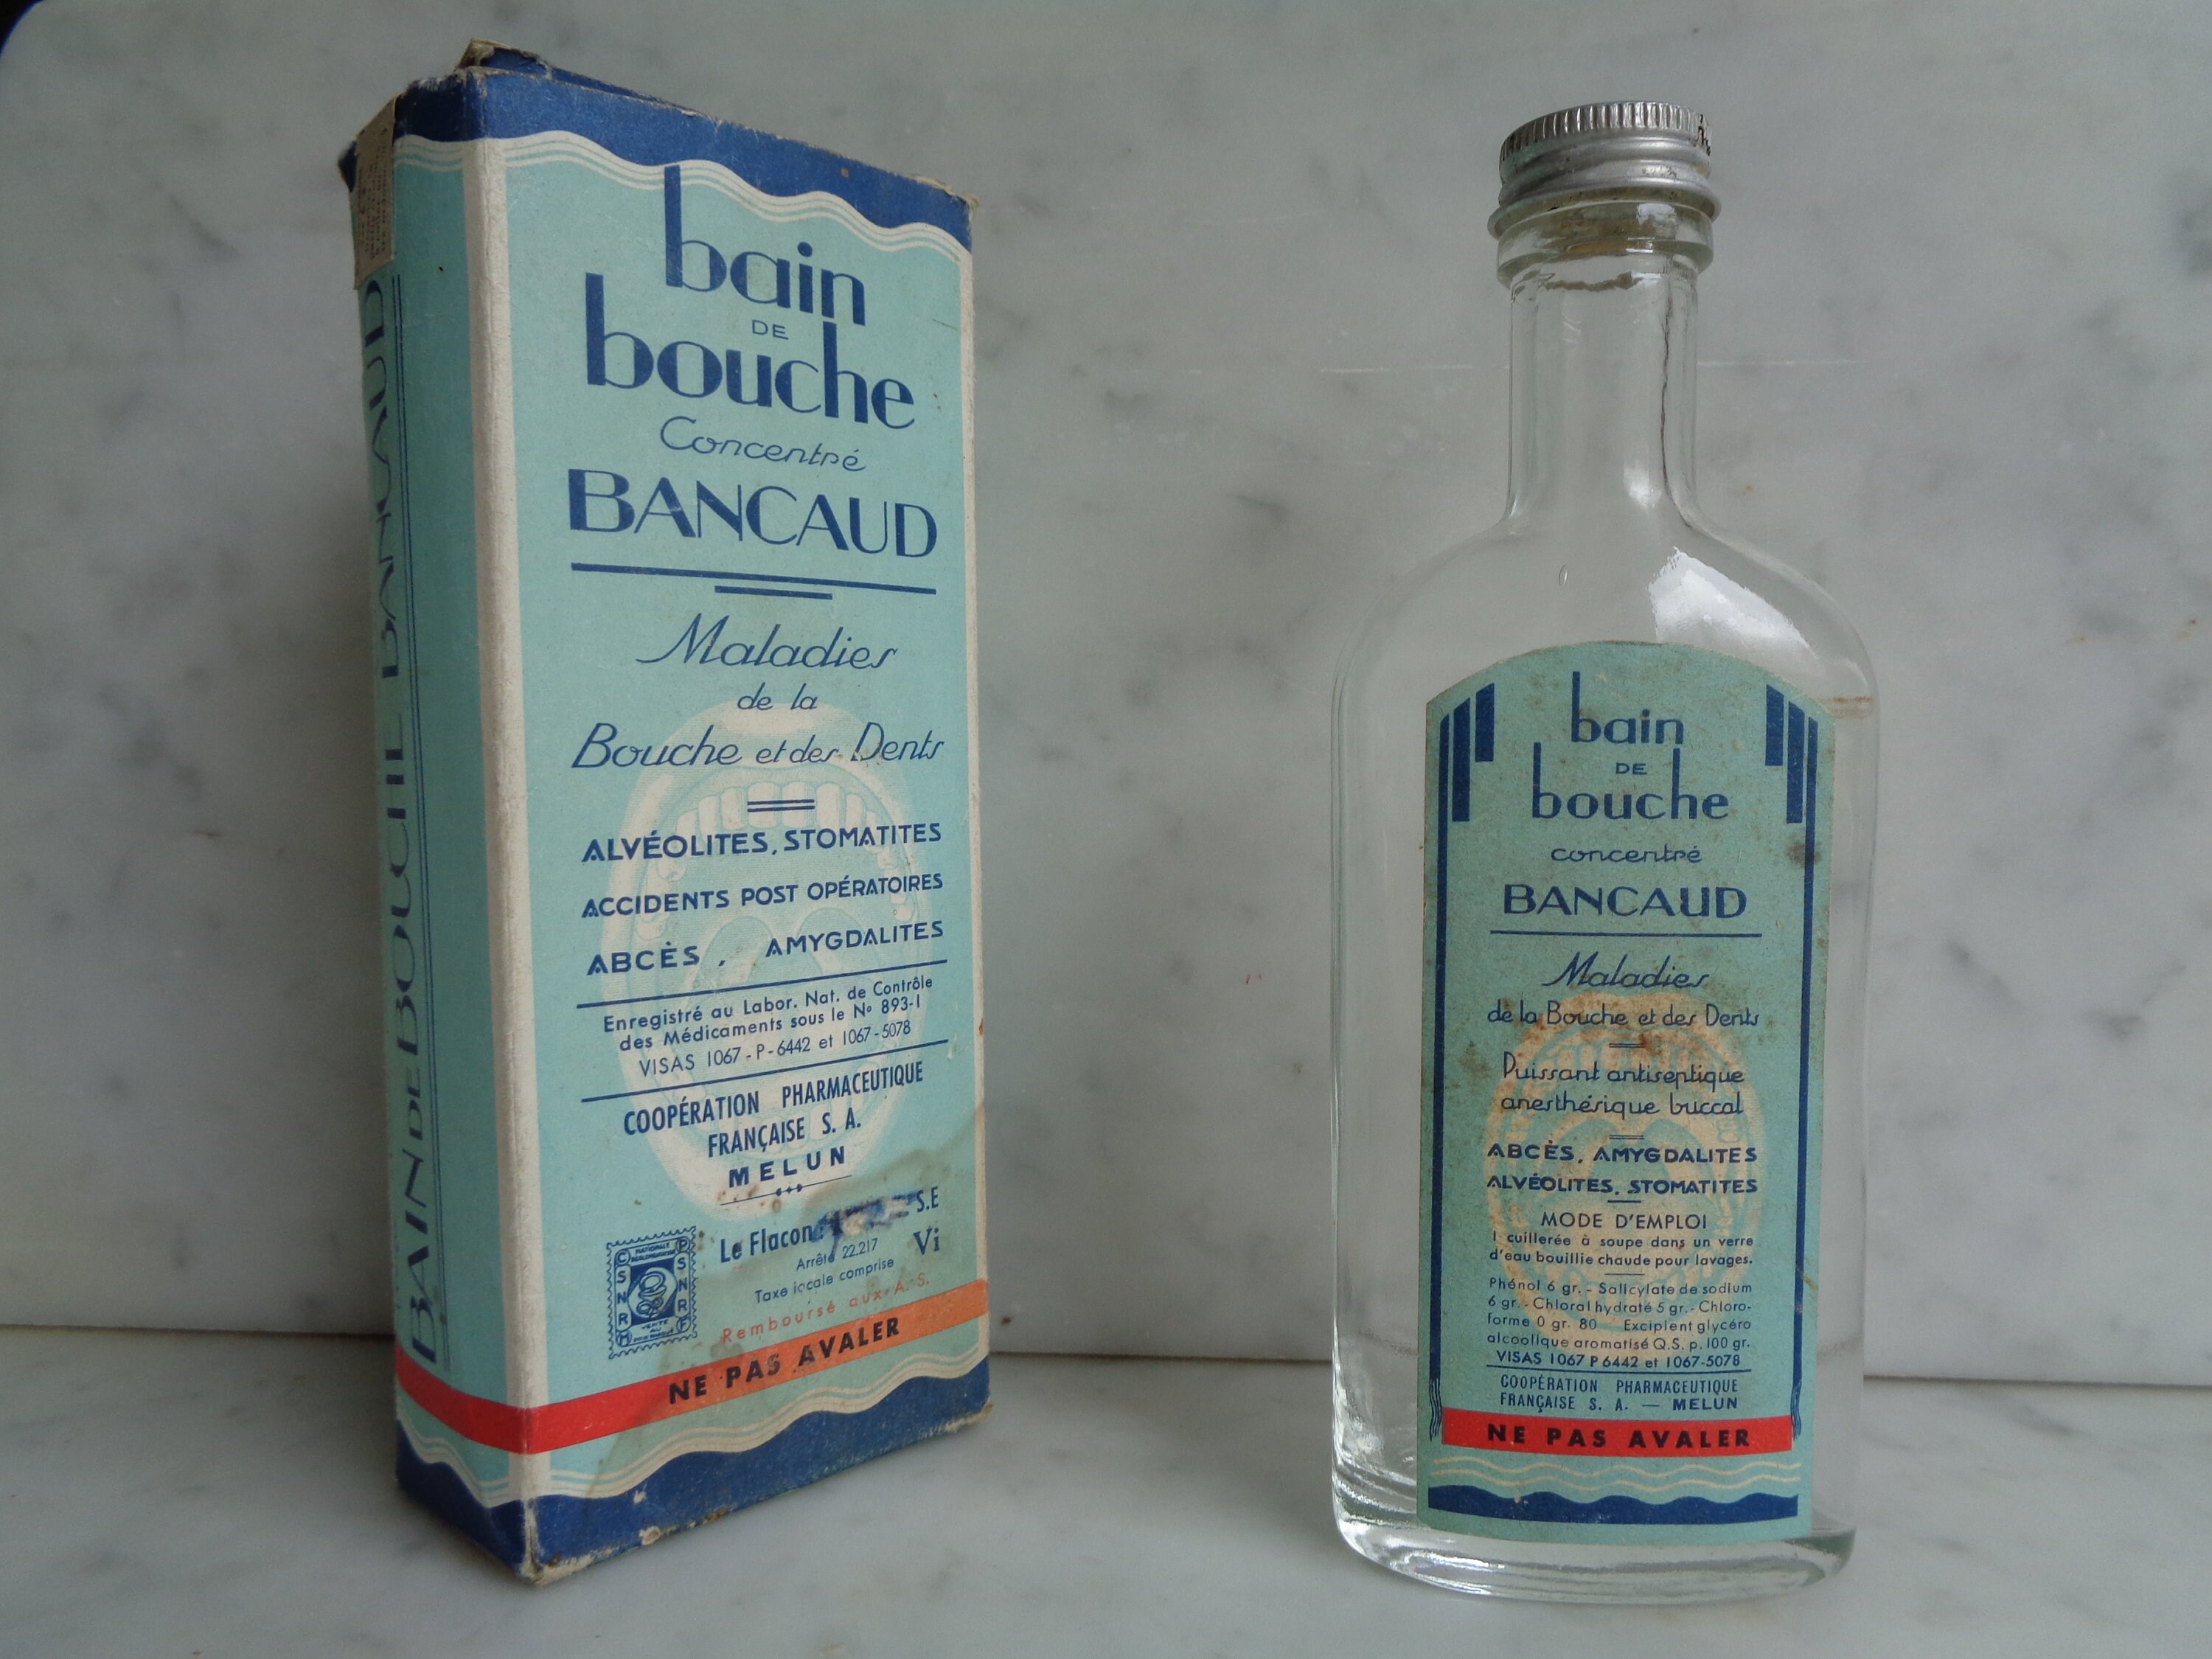 bain
DE
bouche
Concentré
BANCAUD
Maladies
de la
Bouche et des Dents
ALVÉOLITES, STOMATITES
ACCIDENTS POST OPÉRATOIRES
ABCÈS, AMYGDALITES
Enregistré au Labor. Nat. de Contrôle
des Médicaments sous le No 893-1
VISAS 1067-P-6442 et 1067-5078
COOPÉRATION PHARMACEUTIQUE
FRANÇAISE S. A.
MELUN
Le Flacon: S.E
Arrêté 22.217 Vi
Taxe locale comprise
Remboursé aux A.S.
NE PAS AVALER
BAIN DE BOUCHE BANCAUD
bain
DE
bouche
concentré
BANCAUD
Maladies
de la Bouche et des Dents
Puissant antiseptique
anesthésique buccal
ABCÈS, AMYGDALITES
ALVÉOLITES, STOMATITES
MODE D'EMPLOI
1 cuillerée à soupe dans un verre
d'eau bouillie chaude pour lavages.
Phénol 6 gr. - Salicylate de sodium
6 gr. - Chloral hydraté 5 gr. - Chloro-
forme 0 gr. 80 Excipient glycéro
alcoolique aromatisé Q.S. p. 100 gr.
VISAS 1067 P 6442 et 1067-5078
COOPÉRATION PHARMACEUTIQUE
FRANÇAISE S. A. — MELUN
NE PAS AVALER